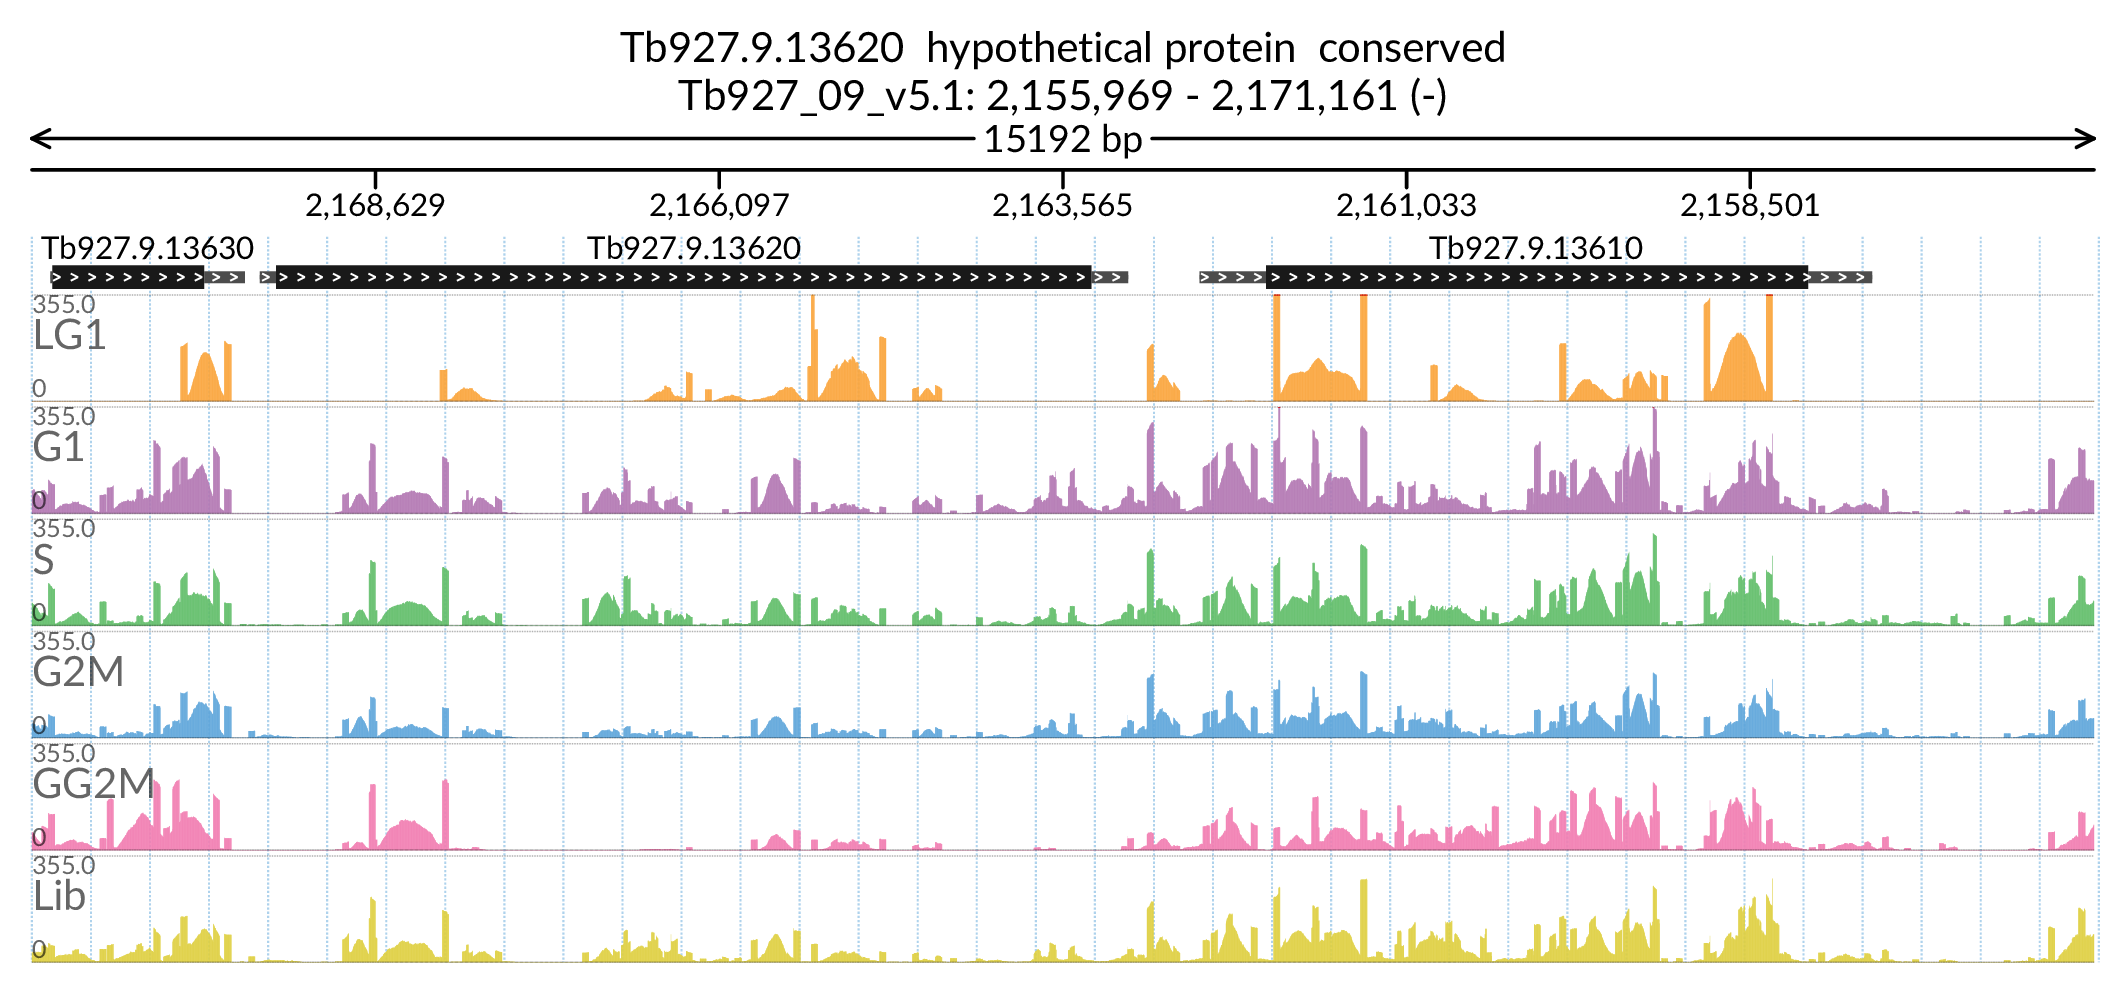 Tb927.9.13620 hypothetical protein conserved
Tb927_09_v5.1: 2,155,969 - 2,171,161 (-)
15192 bp
2,168,629 2,166,097 2,163,565 2,161,033 2,158,501
Tb927.9.13630 Tb927.9.13620 Tb927.9.13610
355.0
LG1
0
355.0
G1
0
355.0
S
0
355.0
G2M
0
355.0
GG2M
0
355.0
Lib
0